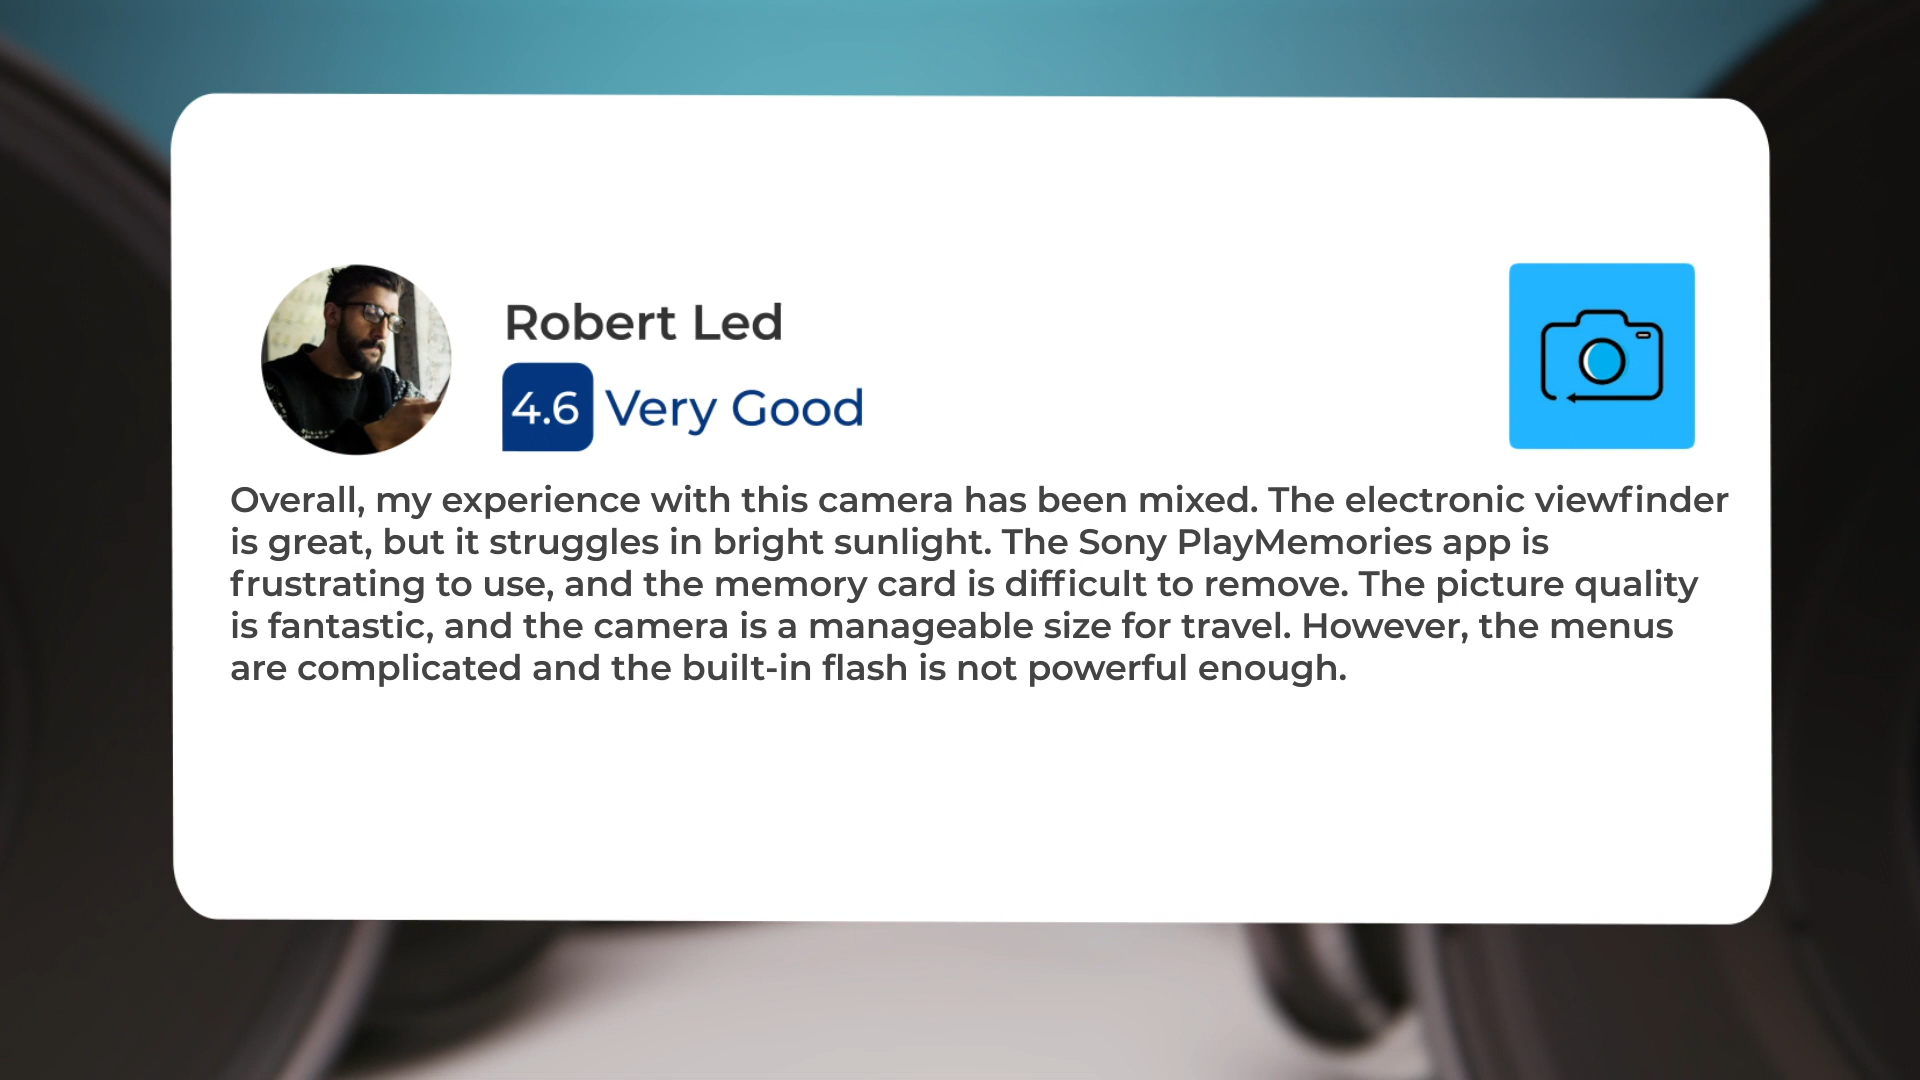 Robert Led
4.6 Very Good
Overall, my experience with this camera has been mixed. The electronic viewfinder
is great, but it struggles in bright sunlight. The Sony PlayMemories app is
frustrating to use, and the memory card is difficult to remove. The picture quality
is fantastic, and the camera is a manageable size for travel. However, the menus
are complicated and the built-in flash is not powerful enough.